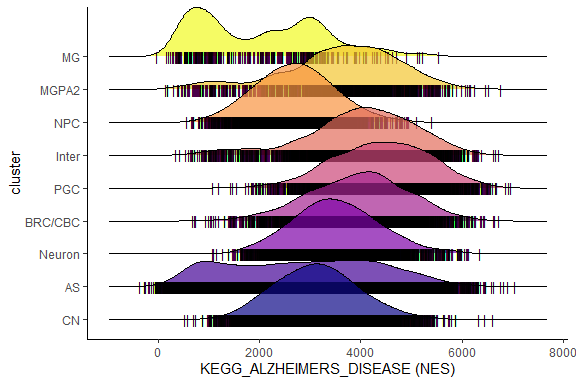 cluster
MG
MGPA2
NPC
Inter
PGC
BRC/CBC
Neuron
AS
CN
0 2000 4000 6000 8000
KEGG_ALZHEIMERS_DISEASE (NES)